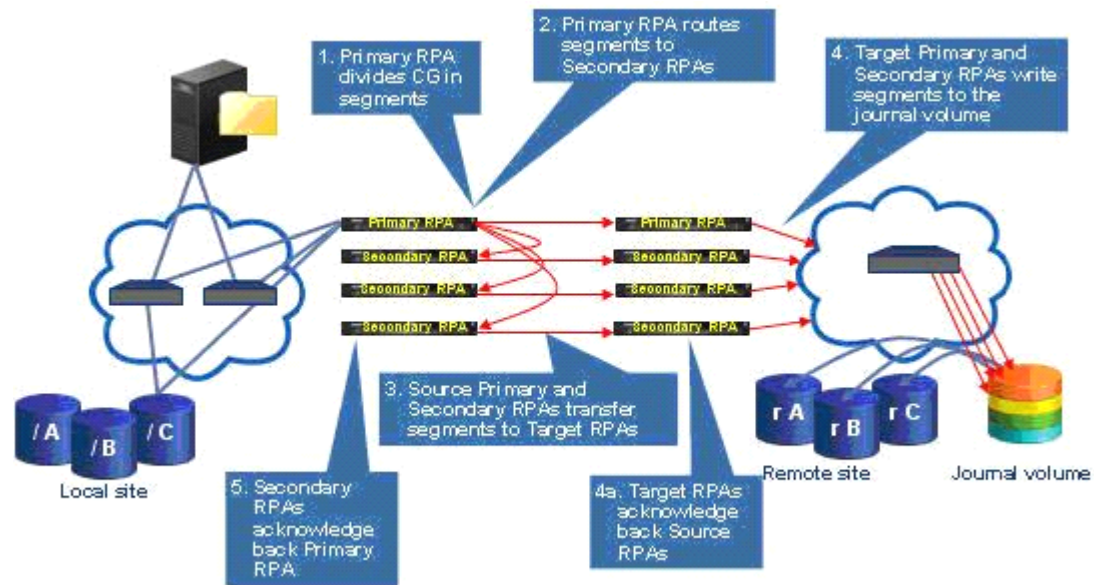 1. Primary RPA
divides CG in
segments
2. Primary RPA routes
segments to
Secondary RPAs
4. Target Primary and
Secondary RPAs write
segments to the
journal volume
Primary RPA
Primary RPA
Secondary RPA
Secondary RPA
Secondary RPA
Secondary RPA
Secondary RPA
Secondary RPA
3. Source Primary and
Secondary RPAs transfer
segments to Target RPAs
/ A
/ B
/ C
Local site
r A
r B
r C
Remote site
Journal volume
5. Secondary
RPAs
acknowledge
back Primary
RPA
4a. Target RPAs
acknowledge
back Source
RPAs